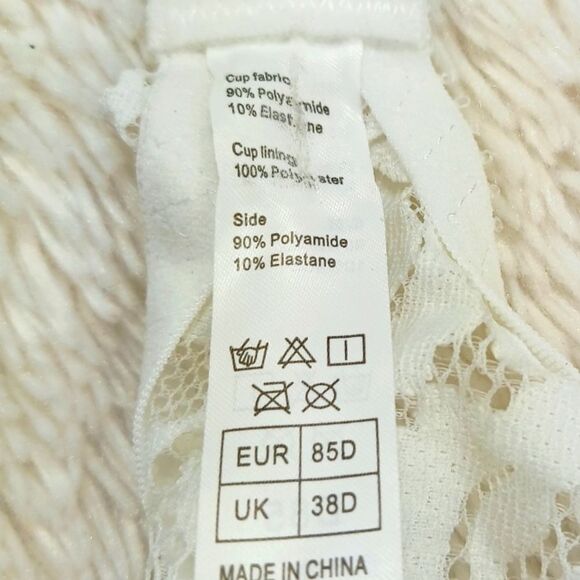 Cup fabric
90% Polyamide
10% Elastane
Cup lining
100% Polyester
Side
90% Polyamide
10% Elastane
EUR 85D
UK 38D
MADE IN CHINA